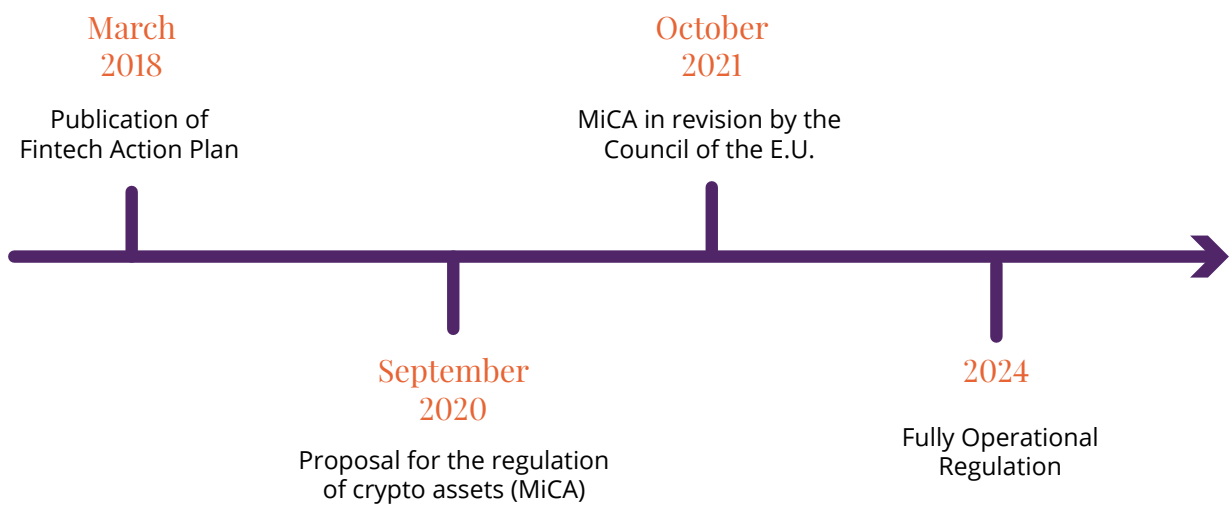 March
2018
Publication of
Fintech Action Plan
September
2020
Proposal for the regulation
of crypto assets (MiCA)
October
2021
MiCA in revision by the
Council of the E.U.
2024
Fully Operational
Regulation